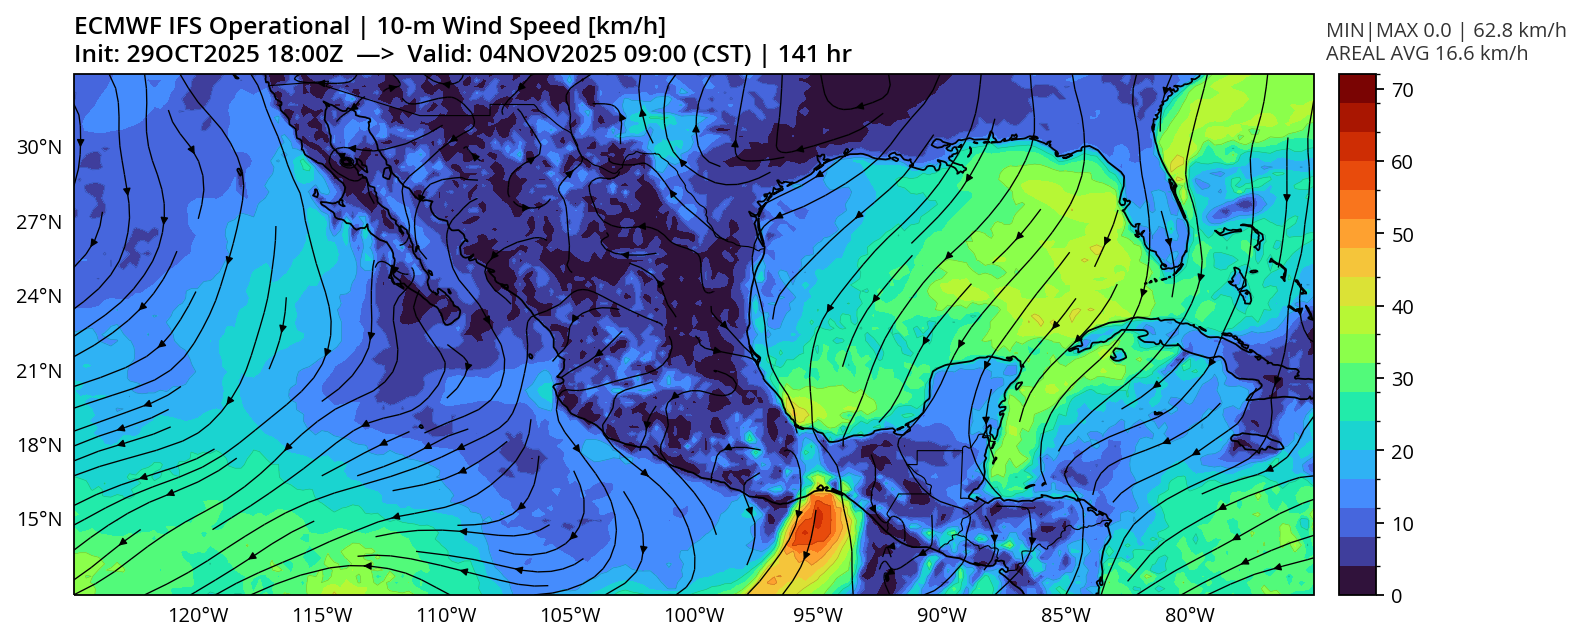 ECMWF IFS Operational | 10-m Wind Speed [km/h]
Init: 29OCT2025 18:00Z —> Valid: 04NOV2025 09:00 (CST) | 141 hr
MIN|MAX 0.0 | 62.8 km/h
AREAL AVG 16.6 km/h
30°N
27°N
24°N
21°N
18°N
15°N
120°W 115°W 110°W 105°W 100°W 95°W 90°W 85°W 80°W
70
60
50
40
30
20
10
0